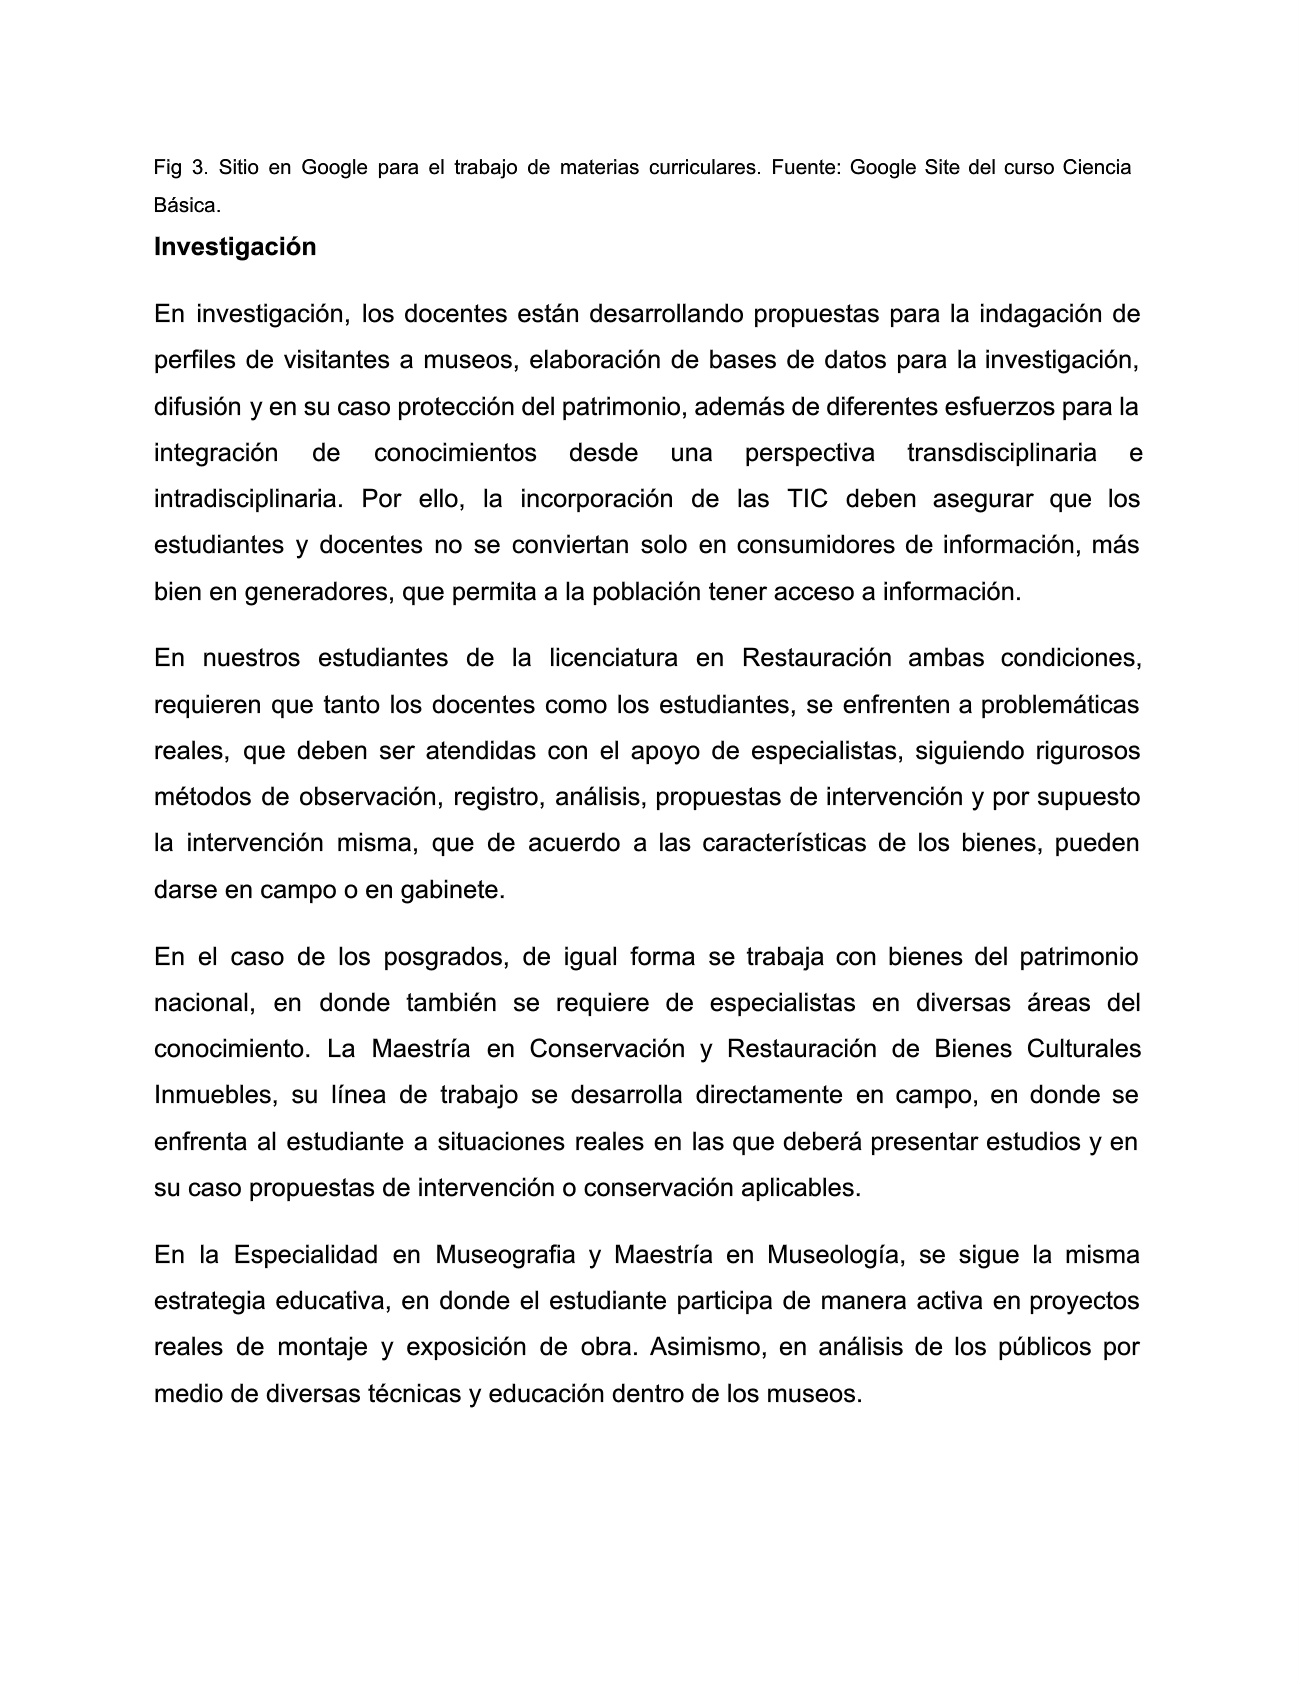 Fig 3. Sitio en Google para el trabajo de materias curriculares. Fuente: Google Site del curso Ciencia
Básica.
Investigación
En investigación, los docentes están desarrollando propuestas para la indagación de
perfiles de visitantes a museos, elaboración de bases de datos para la investigación,
difusión y en su caso protección del patrimonio, además de diferentes esfuerzos para la
integración de conocimientos desde una perspectiva transdisciplinaria e
intradisciplinaria. Por ello, la incorporación de las TIC deben asegurar que los
estudiantes y docentes no se conviertan solo en consumidores de información, más
bien en generadores, que permita a la población tener acceso a información.
En nuestros estudiantes de la licenciatura en Restauración ambas condiciones,
requieren que tanto los docentes como los estudiantes, se enfrenten a problemáticas
reales, que deben ser atendidas con el apoyo de especialistas, siguiendo rigurosos
métodos de observación, registro, análisis, propuestas de intervención y por supuesto
la intervención misma, que de acuerdo a las características de los bienes, pueden
darse en campo o en gabinete.
En el caso de los posgrados, de igual forma se trabaja con bienes del patrimonio
nacional, en donde también se requiere de especialistas en diversas áreas del
conocimiento. La Maestría en Conservación y Restauración de Bienes Culturales
Inmuebles, su línea de trabajo se desarrolla directamente en campo, en donde se
enfrenta al estudiante a situaciones reales en las que deberá presentar estudios y en
su caso propuestas de intervención o conservación aplicables.
En la Especialidad en Museografia y Maestría en Museología, se sigue la misma
estrategia educativa, en donde el estudiante participa de manera activa en proyectos
reales de montaje y exposición de obra. Asimismo, en análisis de los públicos por
medio de diversas técnicas y educación dentro de los museos.